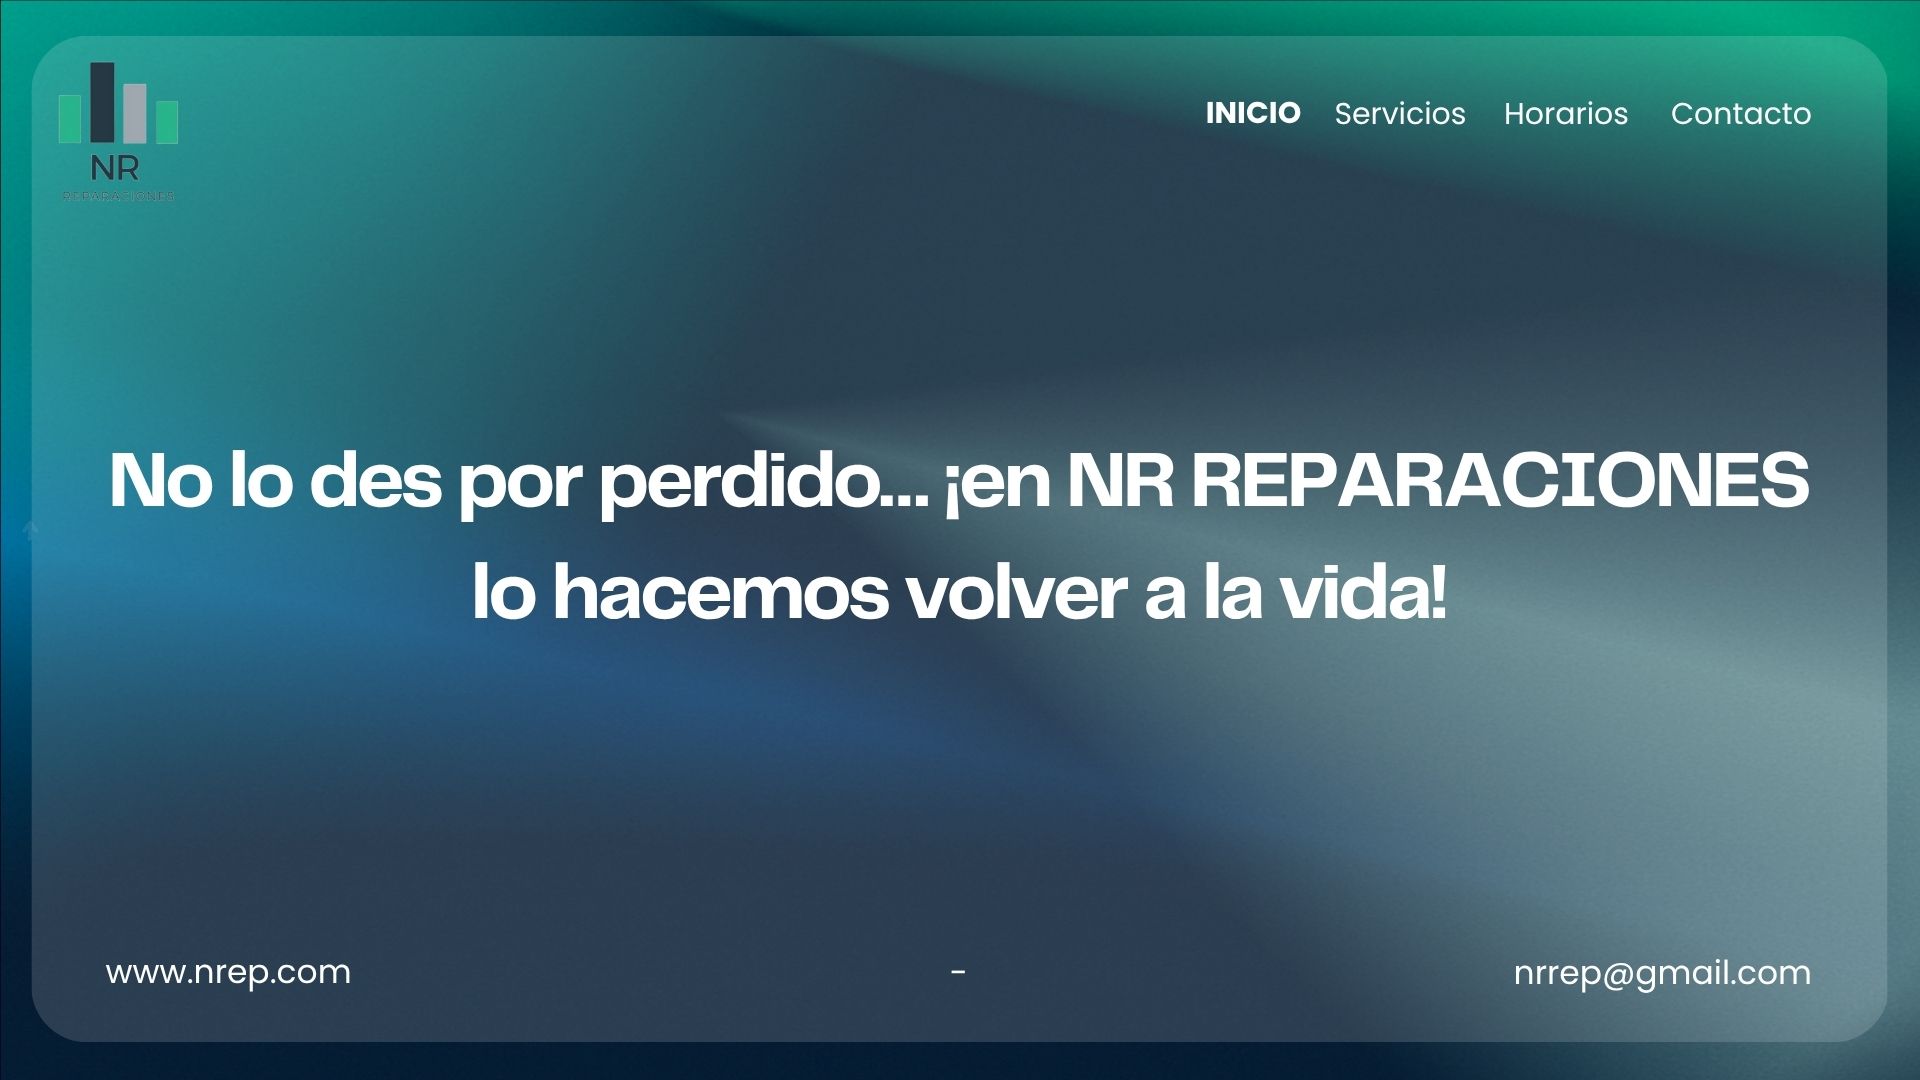 NR
REPARACIONES
INICIO Servicios Horarios Contacto
No lo des por perdido... ¡en NR REPARACIONES
lo hacemos volver a la vida!
www.nrep.com - nrrep@gmail.com